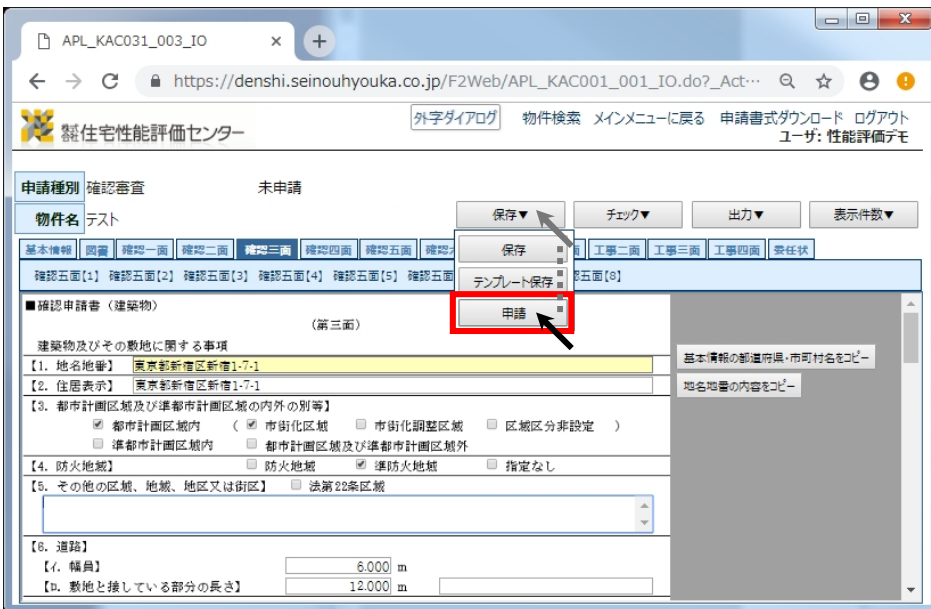 APL_KAC031_003_IO
https://denshi.seinouhyouka.co.jp/F2Web/APL_KAC001_001_IO.do?_Act…
株式会社住宅性能評価センター
外字ダイアログ 物件検索 メインメニューに戻る 申請書式ダウンロード ログアウト
ユーザ: 性能評価デモ
申請種別 確認審査 未申請
物件名 テスト
保存▼ チェック▼ 出力▼ 表示件数▼
基本情報 図書 確認一面 確認二面 確認三面 確認四面 確認五面 確認 面 工事二面 工事三面 工事四面 委任状
保存
確認五面【1】 確認五面【2】 確認五面【3】 確認五面【4】 確認五面【5】 確認五面 五面【8】
テンプレート保存
申請
■確認申請書（建築物）
（第三面）
建築物及びその敷地に関する事項
【1. 地名地番】 東京都新宿区新宿1-7-1
基本情報の都道府県・市町村名をコピー
【2. 住居表示】 東京都新宿区新宿1-7-1
地名地番の内容をコピー
【3. 都市計画区域及び準都市計画区域の内外の別等】
都市計画区域内 （ 市街化区域 市街化調整区域 区域区分非設定 ）
準都市計画区域内 都市計画区域及び準都市計画区域外
【4. 防火地域】 防火地域 準防火地域 指定なし
【5. その他の区域、地域、地区又は街区】 法第22条区域
【6. 道路】
【イ. 幅員】 6.000 m
【ロ. 敷地と接している部分の長さ】 12.000 m